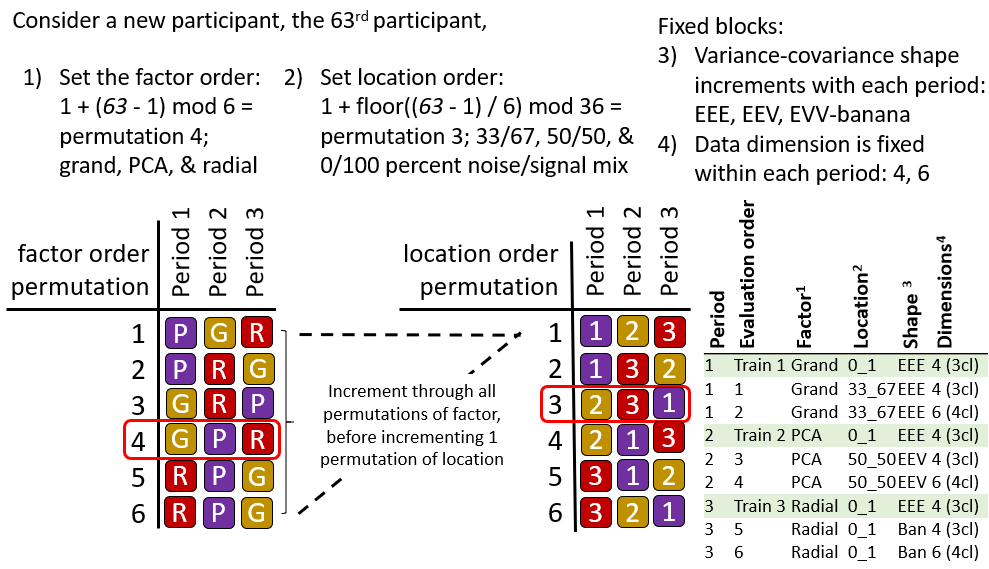 Consider a new participant, the 63rd participant,
1) Set the factor order:
1 + (63 - 1) mod 6 =
permutation 4;
grand, PCA, & radial
2) Set location order:
1 + floor((63 - 1) / 6) mod 36 =
permutation 3; 33/67, 50/50, &
0/100 percent noise/signal mix
Fixed blocks:
3) Variance-covariance shape
increments with each period:
EEE, EEV, EVV-banana
4) Data dimension is fixed
within each period: 4, 6
factor order
permutation
Period 1
Period 2
Period 3
1 P G R
2 P R G
3 G R P
4 G P R
5 R P G
6 R P G
Increment through all
permutations of factor,
before incrementing 1
permutation of location
location order
permutation
Period 1
Period 2
Period 3
1 1 2 3
2 1 3 2
3 2 3 1
4 2 1 3
5 3 1 2
6 3 2 1
Period
Evaluation order
Factor1
Location2
Shape 3
Dimensions4
1 Train 1 Grand 0_1 EEE 4 (3cl)
1 1 Grand 33_67 EEE 4 (3cl)
1 2 Grand 33_67 EEE 6 (4cl)
2 Train 2 PCA 0_1 EEE 4 (3cl)
2 3 PCA 50_50 EEV 4 (3cl)
2 4 PCA 50_50 EEV 6 (4cl)
3 Train 3 Radial 0_1 EEE 4 (3cl)
3 5 Radial 0_1 Ban 4 (3cl)
3 6 Radial 0_1 Ban 6 (4cl)